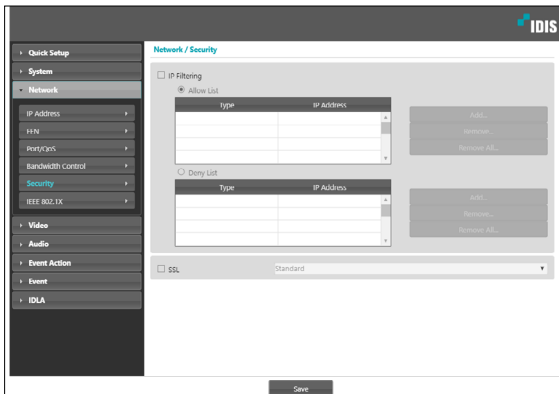 IDIS
Quick Setup
System
Network
IP Address
FEN
Port/QoS
Bandwidth Control
Security
IEEE 802.1X
Video
Audio
Event Action
Event
IDLA
Network / Security
IP Filtering
Allow List
Type IP Address
Add...
Remove...
Remove All...
Deny List
Type IP Address
Add...
Remove...
Remove All...
SSL Standard
Save